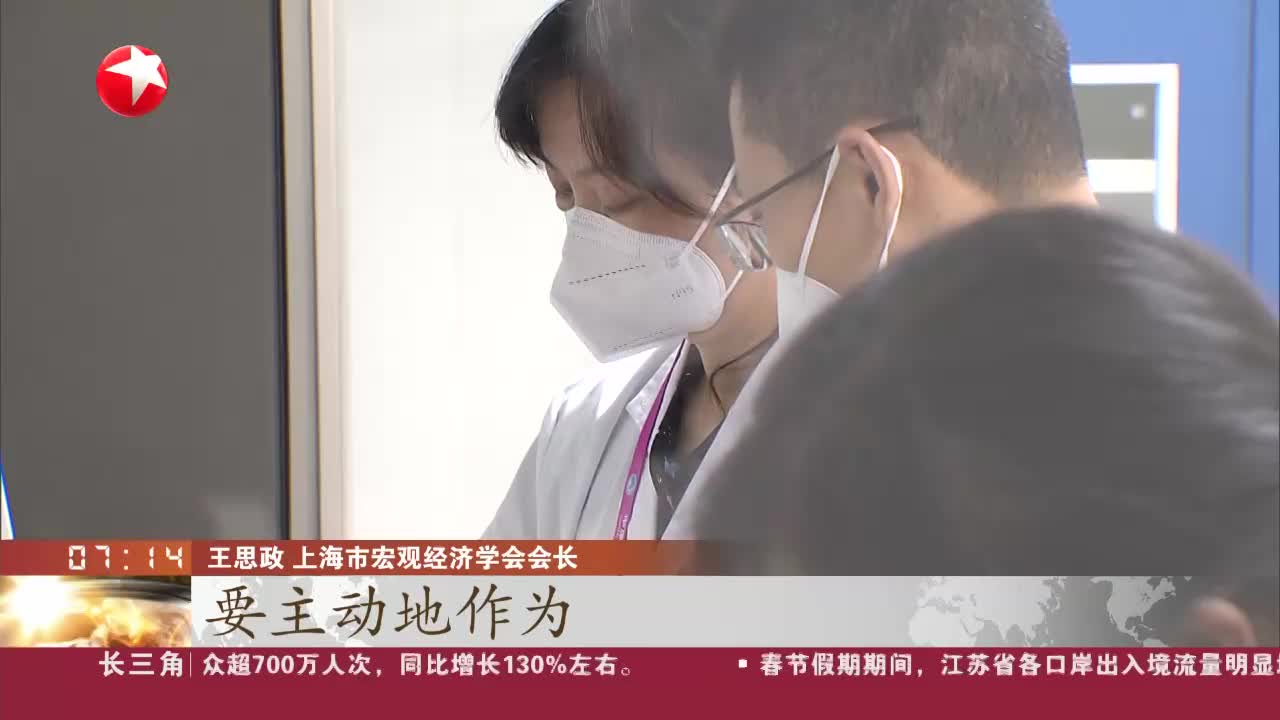 07:14 王思政 上海市宏观经济学会会长
要主动地作为
长三角 众超700万人次，同比增长130%左右。 ▪ 春节假期期间，江苏省各口岸出入境流量明显